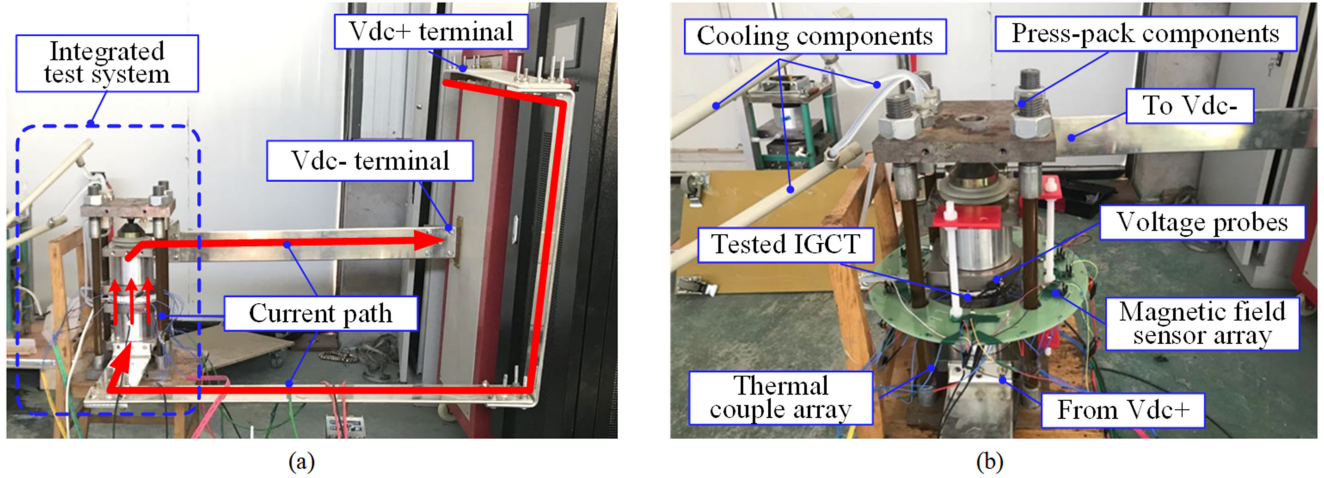 Integrated
test system
Vdc+ terminal
Vdc- terminal
Current path
(a)
Cooling components
Press-pack components
To Vdc-
Tested IGCT
Voltage probes
Magnetic field
sensor array
Thermal
couple array
From Vdc+
(b)